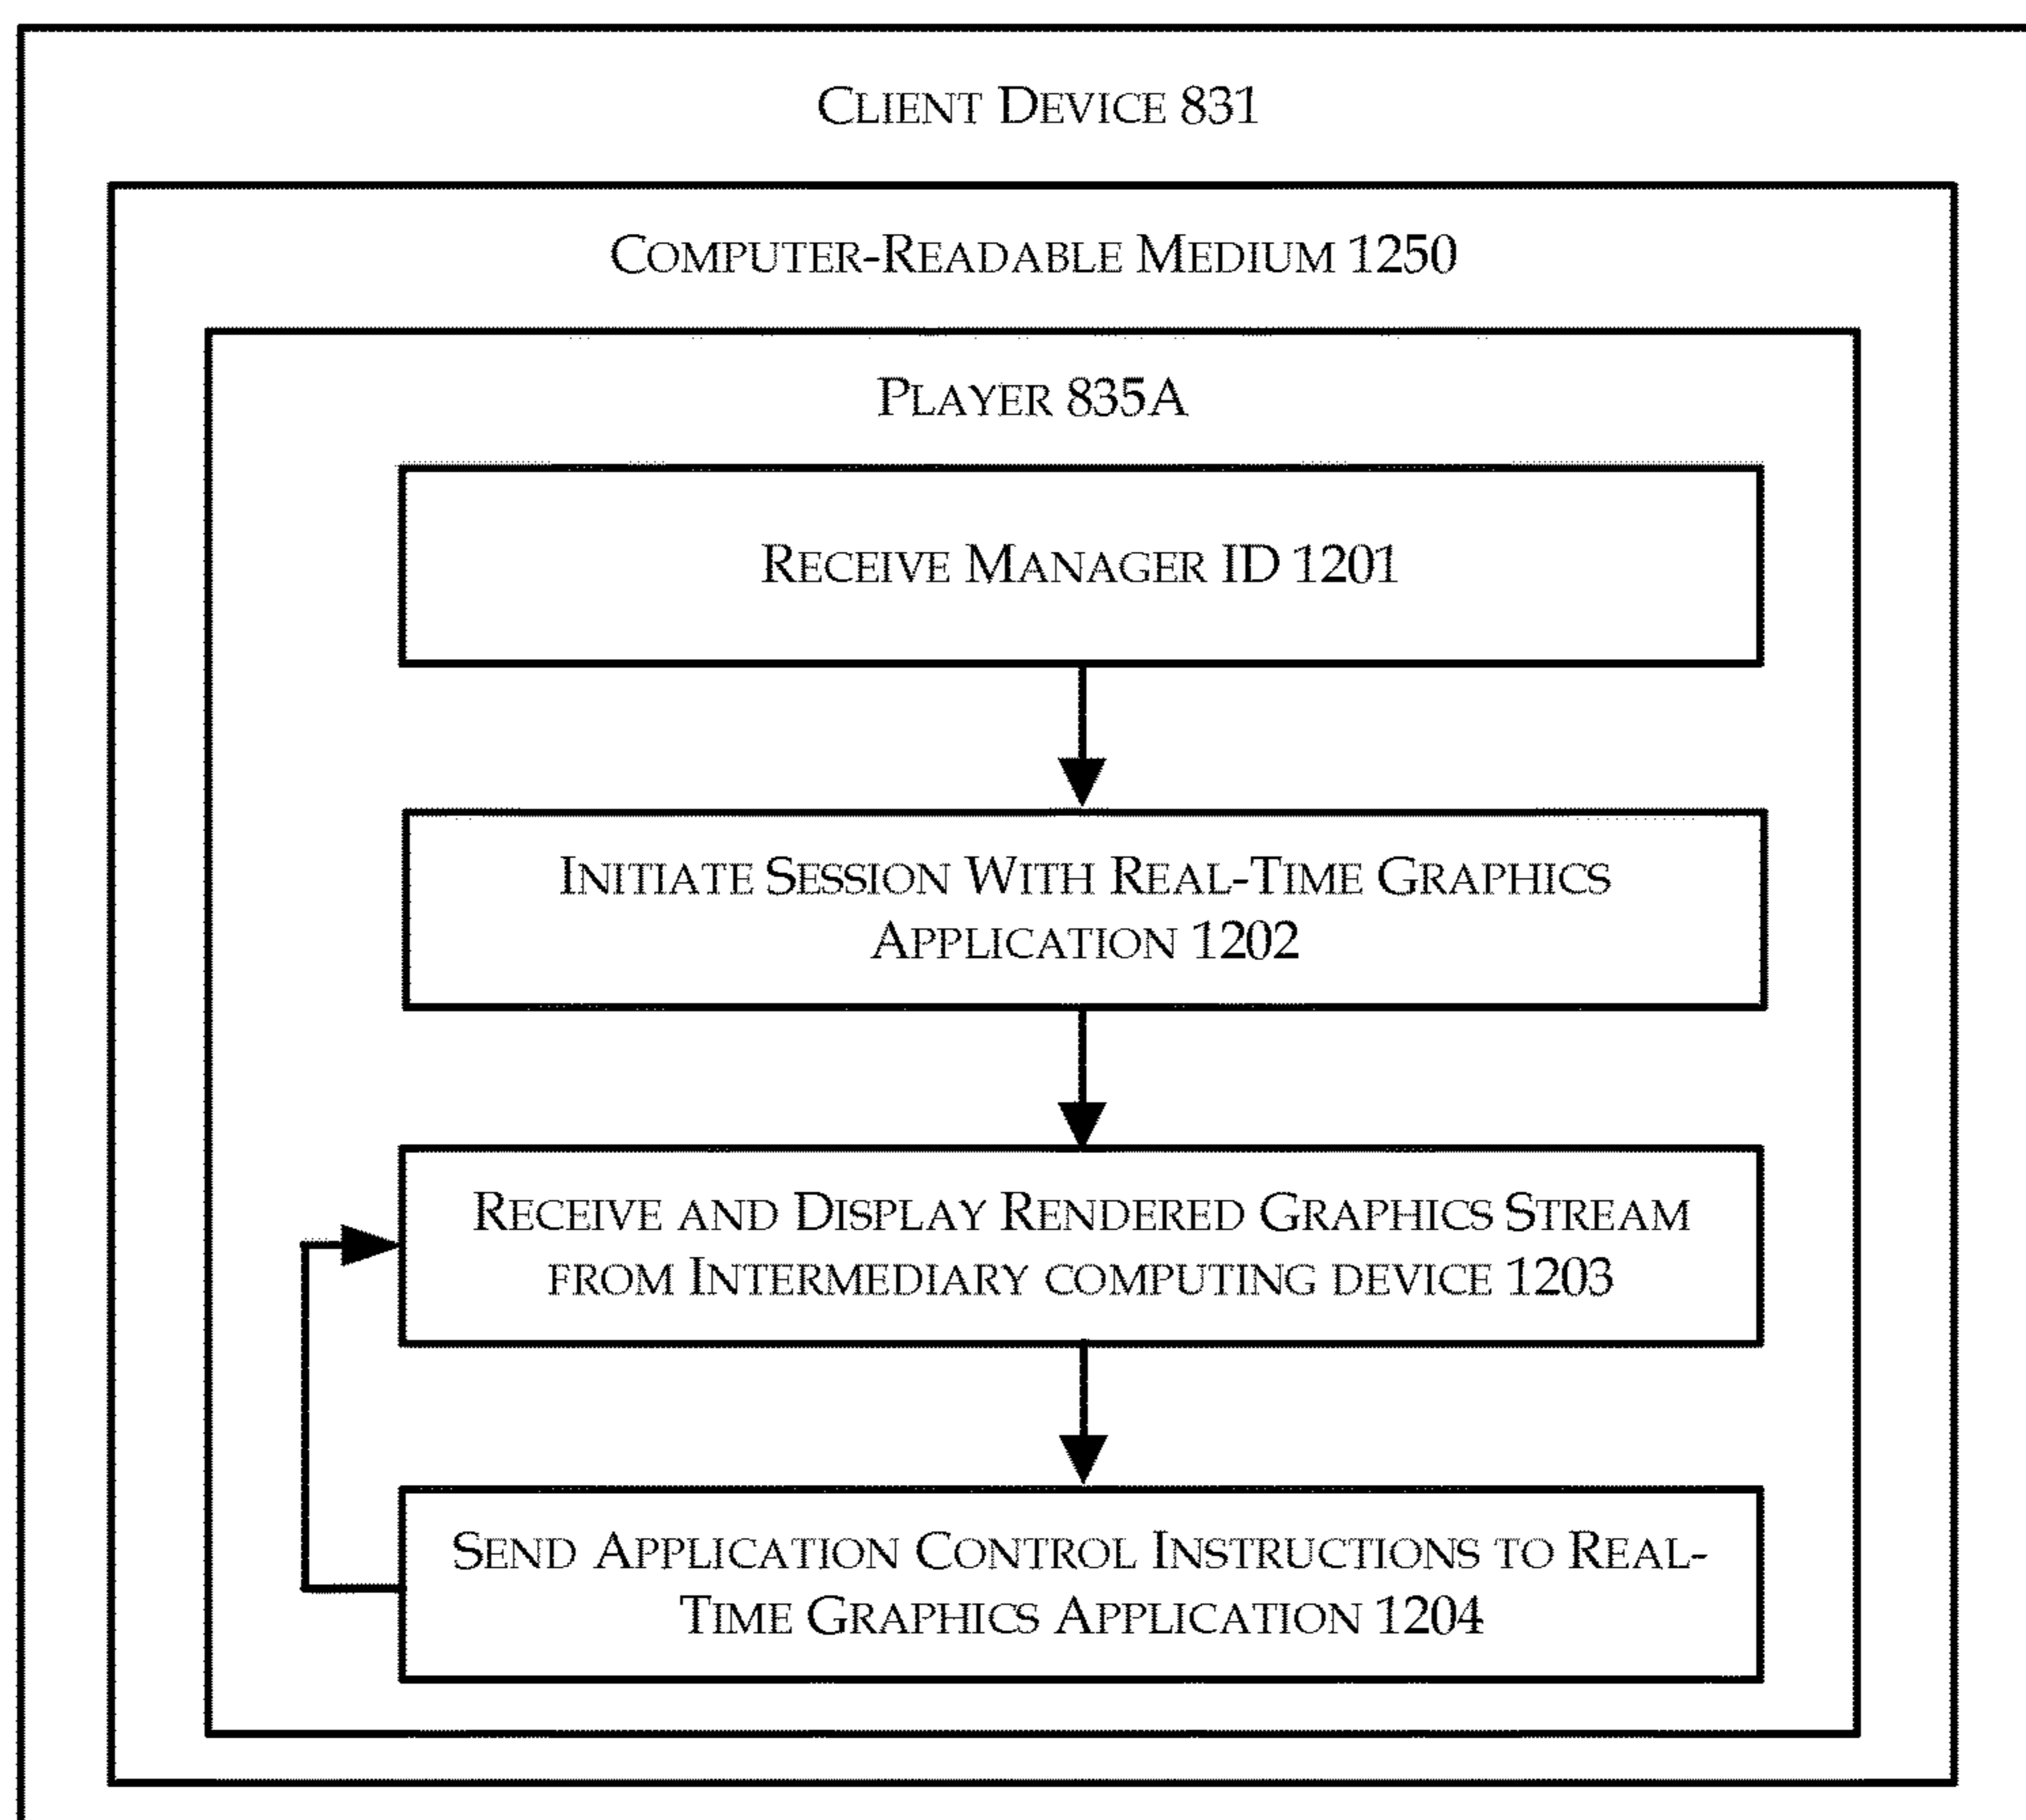 Client Device 831
Computer-Readable Medium 1250
Player 835A
Receive Manager ID 1201
Initiate Session With Real-Time Graphics
Application 1202
Receive and Display Rendered Graphics Stream
from Intermediary computing device 1203
Send Application Control Instructions to Real-
Time Graphics Application 1204